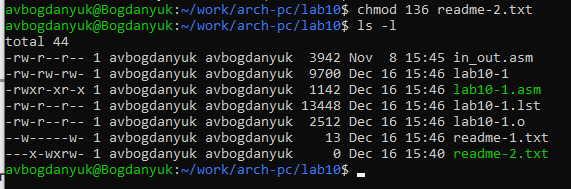 avbogdanyuk@Bogdanyuk:~/work/arch-pc/lab10$ chmod 136 readme-2.txt
avbogdanyuk@Bogdanyuk:~/work/arch-pc/lab10$ ls -l
total 44
-rw-r--r-- 1 avbogdanyuk avbogdanyuk  3942 Nov  8 15:45 in_out.asm
-rw-rw-rw- 1 avbogdanyuk avbogdanyuk  9700 Dec 16 15:46 lab10-1
-rwxr-xr-x 1 avbogdanyuk avbogdanyuk  1142 Dec 16 15:46 lab10-1.asm
-rw-r--r-- 1 avbogdanyuk avbogdanyuk 13448 Dec 16 15:46 lab10-1.lst
-rw-r--r-- 1 avbogdanyuk avbogdanyuk  2512 Dec 16 15:46 lab10-1.o
--w-----w- 1 avbogdanyuk avbogdanyuk    13 Dec 16 15:46 readme-1.txt
---x-wxrw- 1 avbogdanyuk avbogdanyuk     0 Dec 16 15:40 readme-2.txt
avbogdanyuk@Bogdanyuk:~/work/arch-pc/lab10$